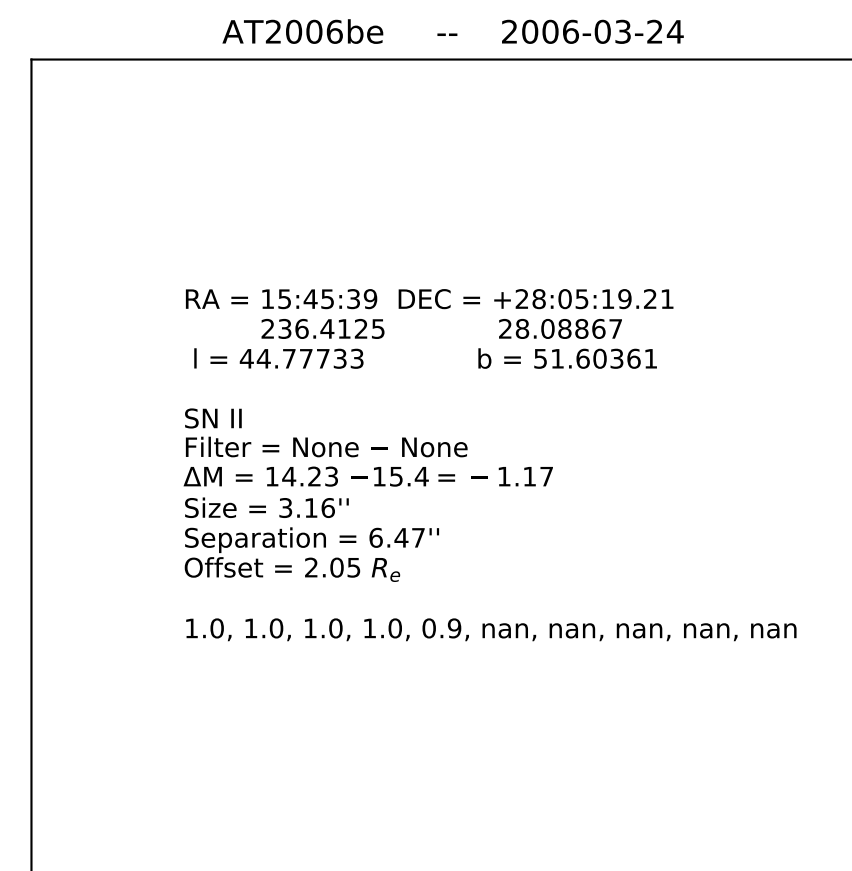 AT2006be -- 2006-03-24
RA = 15:45:39 DEC = +28:05:19.21
236.4125 28.08867
l = 44.77733 b = 51.60361
SN II
Filter = None − None
ΔM = 14.23 −15.4 = − 1.17
Size = 3.16''
Separation = 6.47''
Offset = 2.05 Re
1.0, 1.0, 1.0, 1.0, 0.9, nan, nan, nan, nan, nan